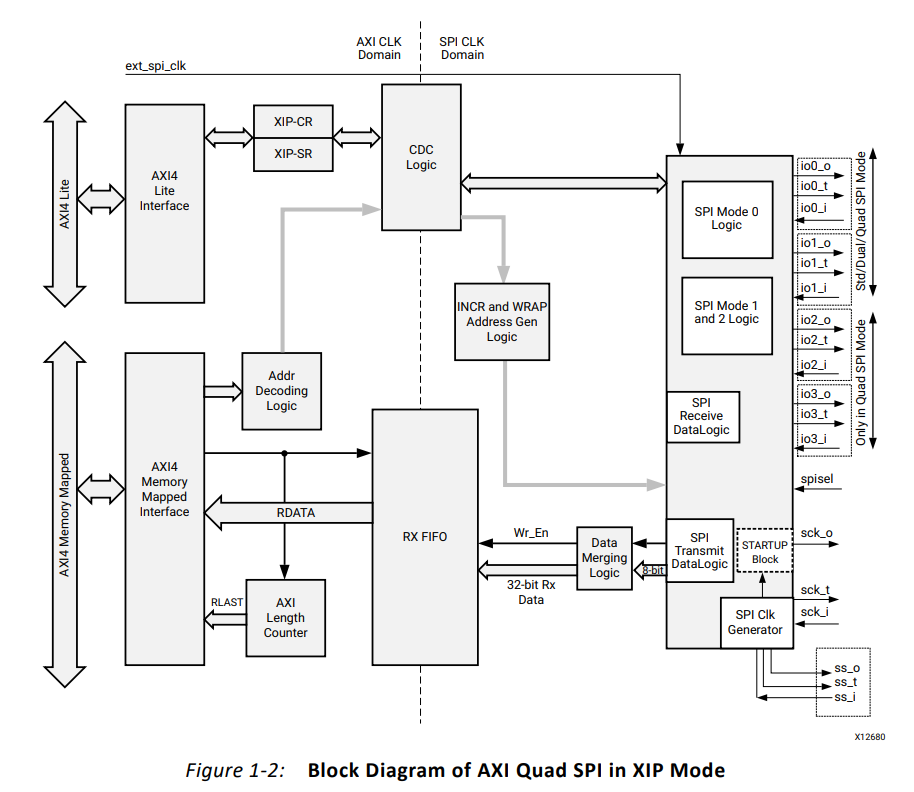 AXI CLK
Domain
SPI CLK
Domain
ext_spi_clk
AXI4 Lite
AXI4
Lite
Interface
XIP-CR
XIP-SR
CDC
Logic
SPI Mode 0
Logic
SPI Mode 1
and 2 Logic
io0_o
io0_t
io0_i
io1_o
io1_t
io1_i
Std/Dual/Quad SPI Mode
io2_o
io2_t
io2_i
io3_o
io3_t
io3_i
Only in Quad SPI Mode
INCR and WRAP
Address Gen
Logic
AXI4 Memory Mapped
AXI4
Memory
Mapped
Interface
Addr
Decoding
Logic
RDATA
RX FIFO
RLAST
AXI
Length
Counter
SPI
Receive
DataLogic
spisel
Wr_En
32-bit Rx
Data
Data
Merging
Logic
8-bit
SPI
Transmit
DataLogic
STARTUP
Block
sck_o
sck_t
sck_i
SPI Clk
Generator
ss_o
ss_t
ss_i
X12680
Figure 1-2: Block Diagram of AXI Quad SPI in XIP Mode